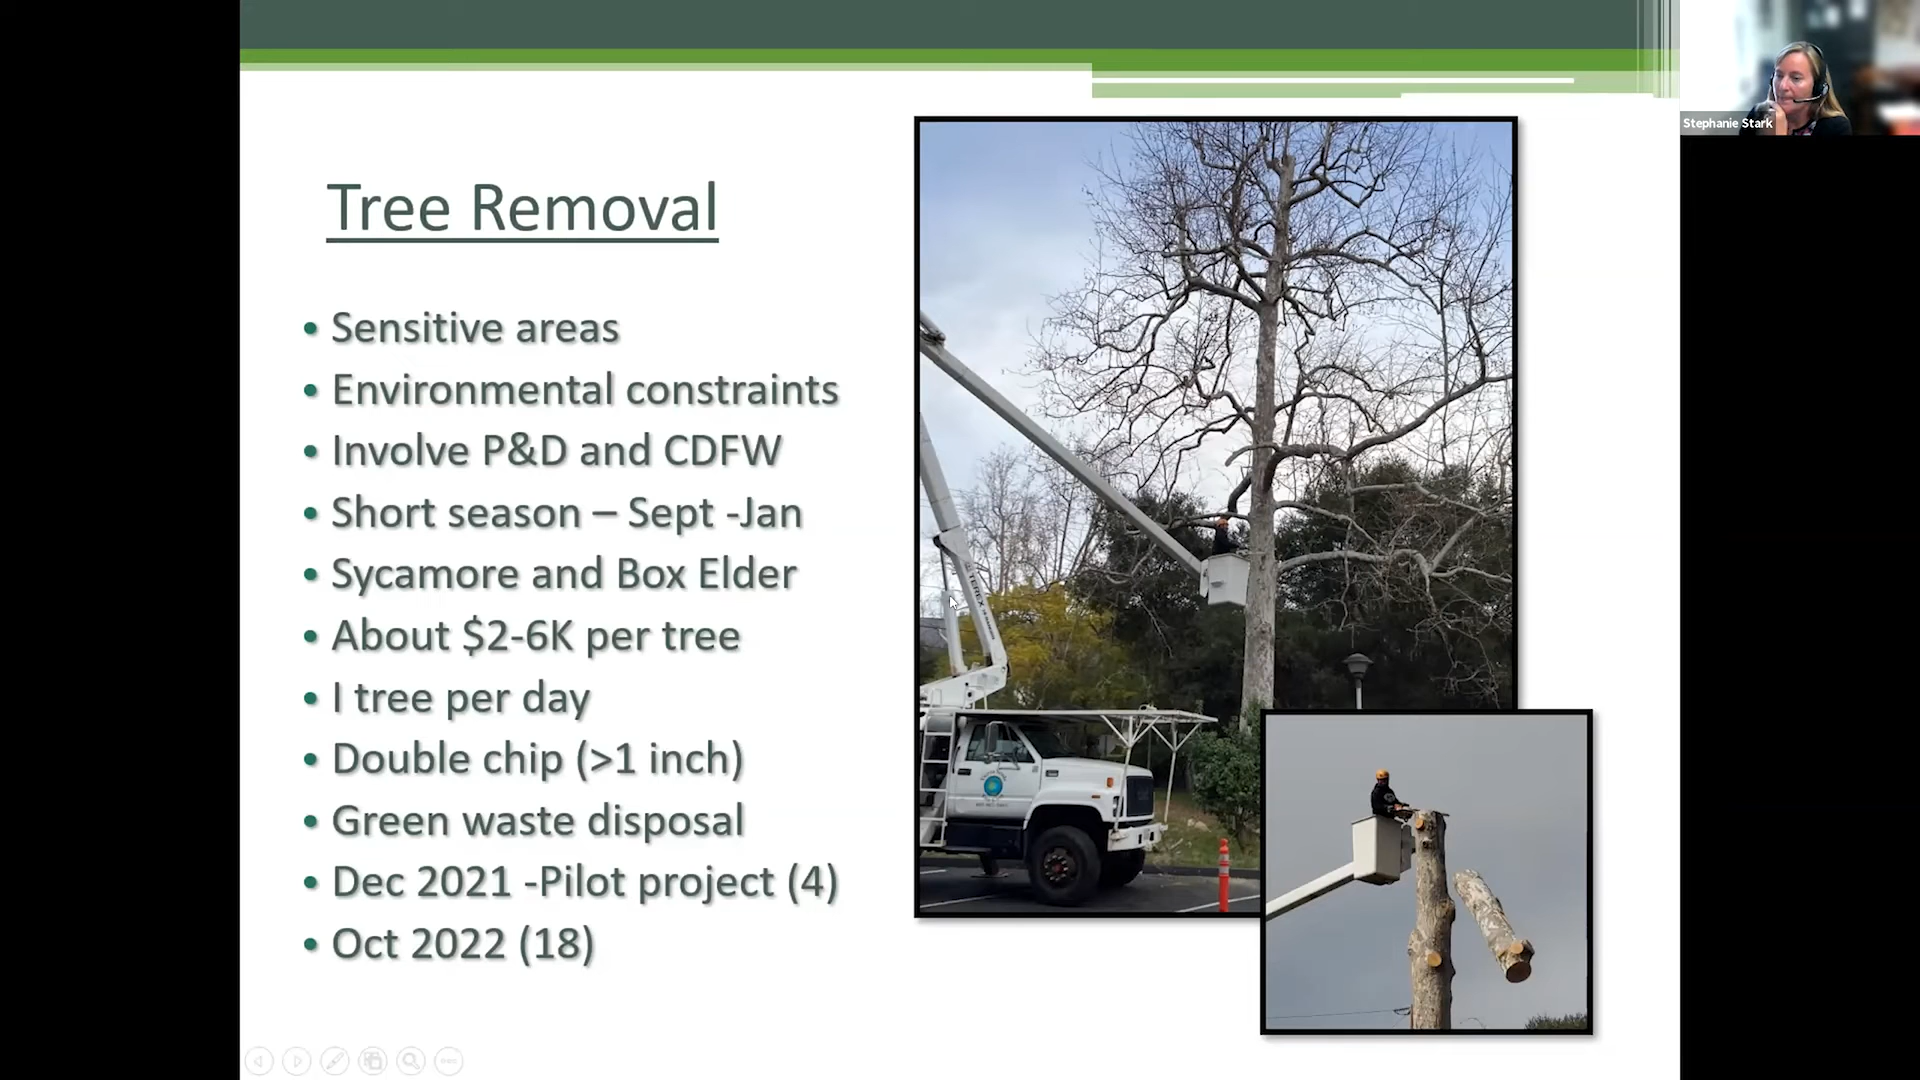 Stephanie Stark
Tree Removal
• Sensitive areas
• Environmental constraints
• Involve P&D and CDFW
• Short season – Sept -Jan
• Sycamore and Box Elder
• About $2-6K per tree
• I tree per day
• Double chip (>1 inch)
• Green waste disposal
• Dec 2021 -Pilot project (4)
• Oct 2022 (18)
TEREX